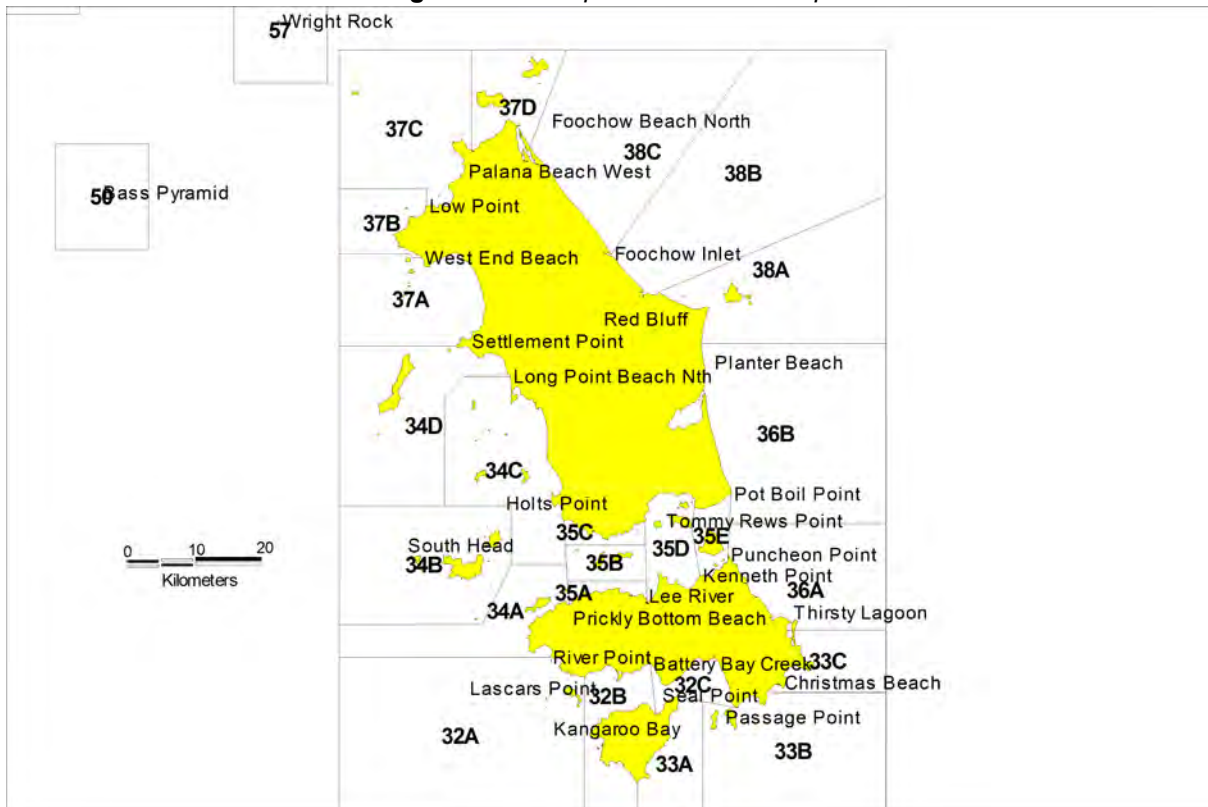 57
Wright Rock
37D
37C
Foochow Beach North
38C
Palana Beach West
38B
50
Bass Pyramid
Low Point
37B
Foochow Inlet
West End Beach
38A
37A
Red Bluff
Settlement Point
Planter Beach
Long Point Beach Nth
34D
36B
34C
Pot Boil Point
Holts Point
Tommy Rews Point
35C
35E
South Head
35D
0 10 20
Kilometers
34B
35B
Puncheon Point
Kenneth Point
35A
Lee River
36A
34A
Thirsty Lagoon
Prickly Bottom Beach
River Point
Battery Bay Creek
33C
Lascars Point
32C
Christmas Beach
32B
Seal Point
Passage Point
32A
Kangaroo Bay
33B
33A